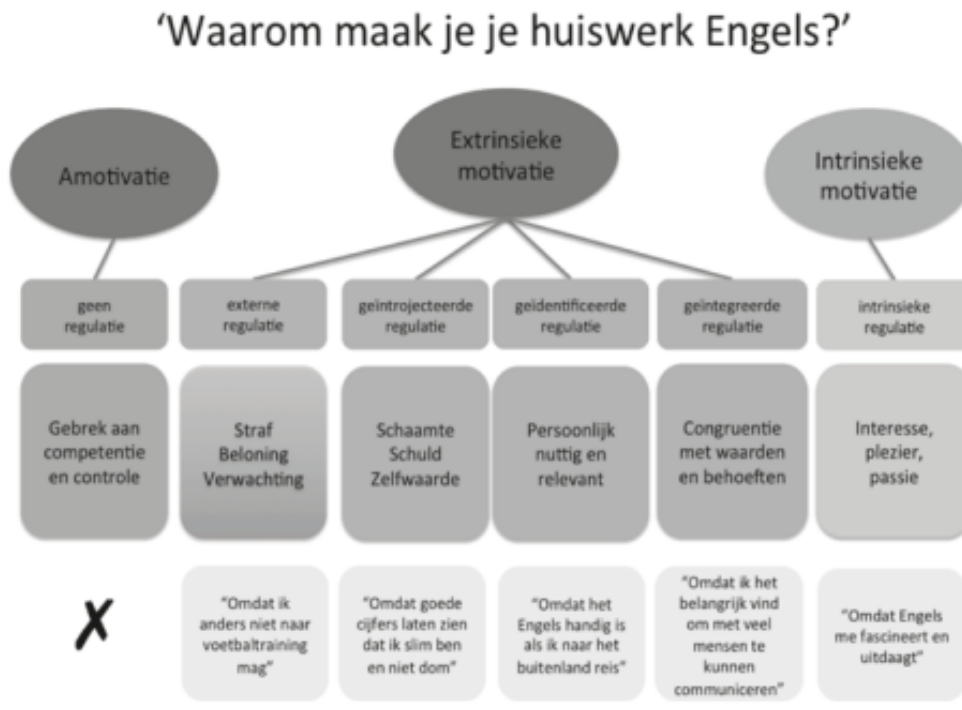 ‘Waarom maak je je huiswerk Engels?’
Amotivatie
Extrinsieke
motivatie
Intrinsieke
motivatie
geen
regulatie
externe
regulatie
geïntrojecteerde
regulatie
geïdentificeerde
regulatie
geïntegreerde
regulatie
intrinsieke
regulatie
Gebrek aan
competentie
en controle
Straf
Beloning
Verwachting
Schaamte
Schuld
Zelfwaarde
Persoonlijk
nuttig en
relevant
Congruentie
met waarden
en behoeften
Interesse,
plezier,
passie
✗
“Omdat ik
anders niet naar
voetbaltraining
mag”
“Omdat goede
cijfers laten zien
dat ik slim ben
en niet dom”
“Omdat het
Engels handig is
als ik naar het
buitenland reis”
“Omdat ik het
belangrijk vind
om met veel
mensen te
kunnen
communiceren”
“Omdat Engels
me fascineert en
uitdaagt”